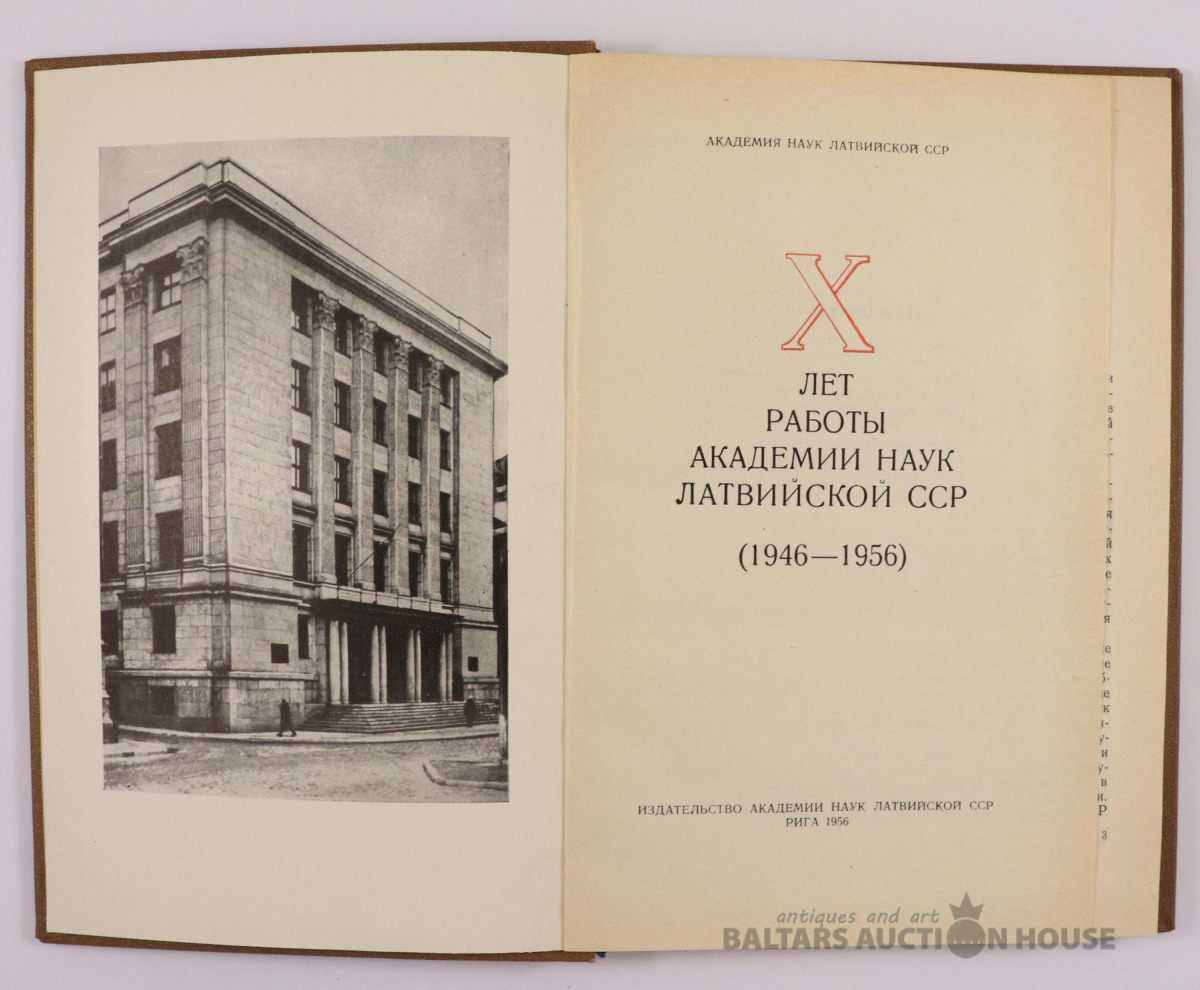 АКАДЕМИЯ НАУК ЛАТВИЙСКОЙ ССР
X
ЛЕТ
РАБОТЫ
АКАДЕМИИ НАУК
ЛАТВИЙСКОЙ ССР
(1946—1956)
ИЗДАТЕЛЬСТВО АКАДЕМИИ НАУК ЛАТВИЙСКОЙ ССР
РИГА 1956
3
antiques and art
BALTARS AUCTION HOUSE